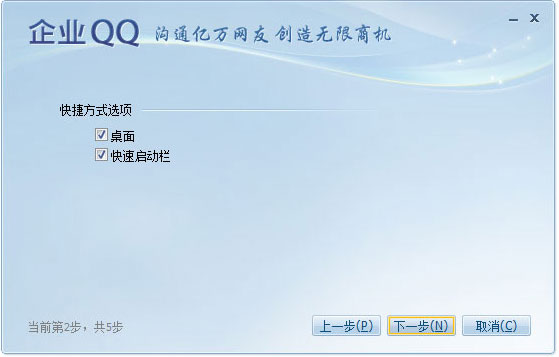 企业QQ 沟通亿万网友 创造无限商机
快捷方式选项
桌面
快速启动栏
当前第2步，共5步
上一步(P) 下一步(N) 取消(C)